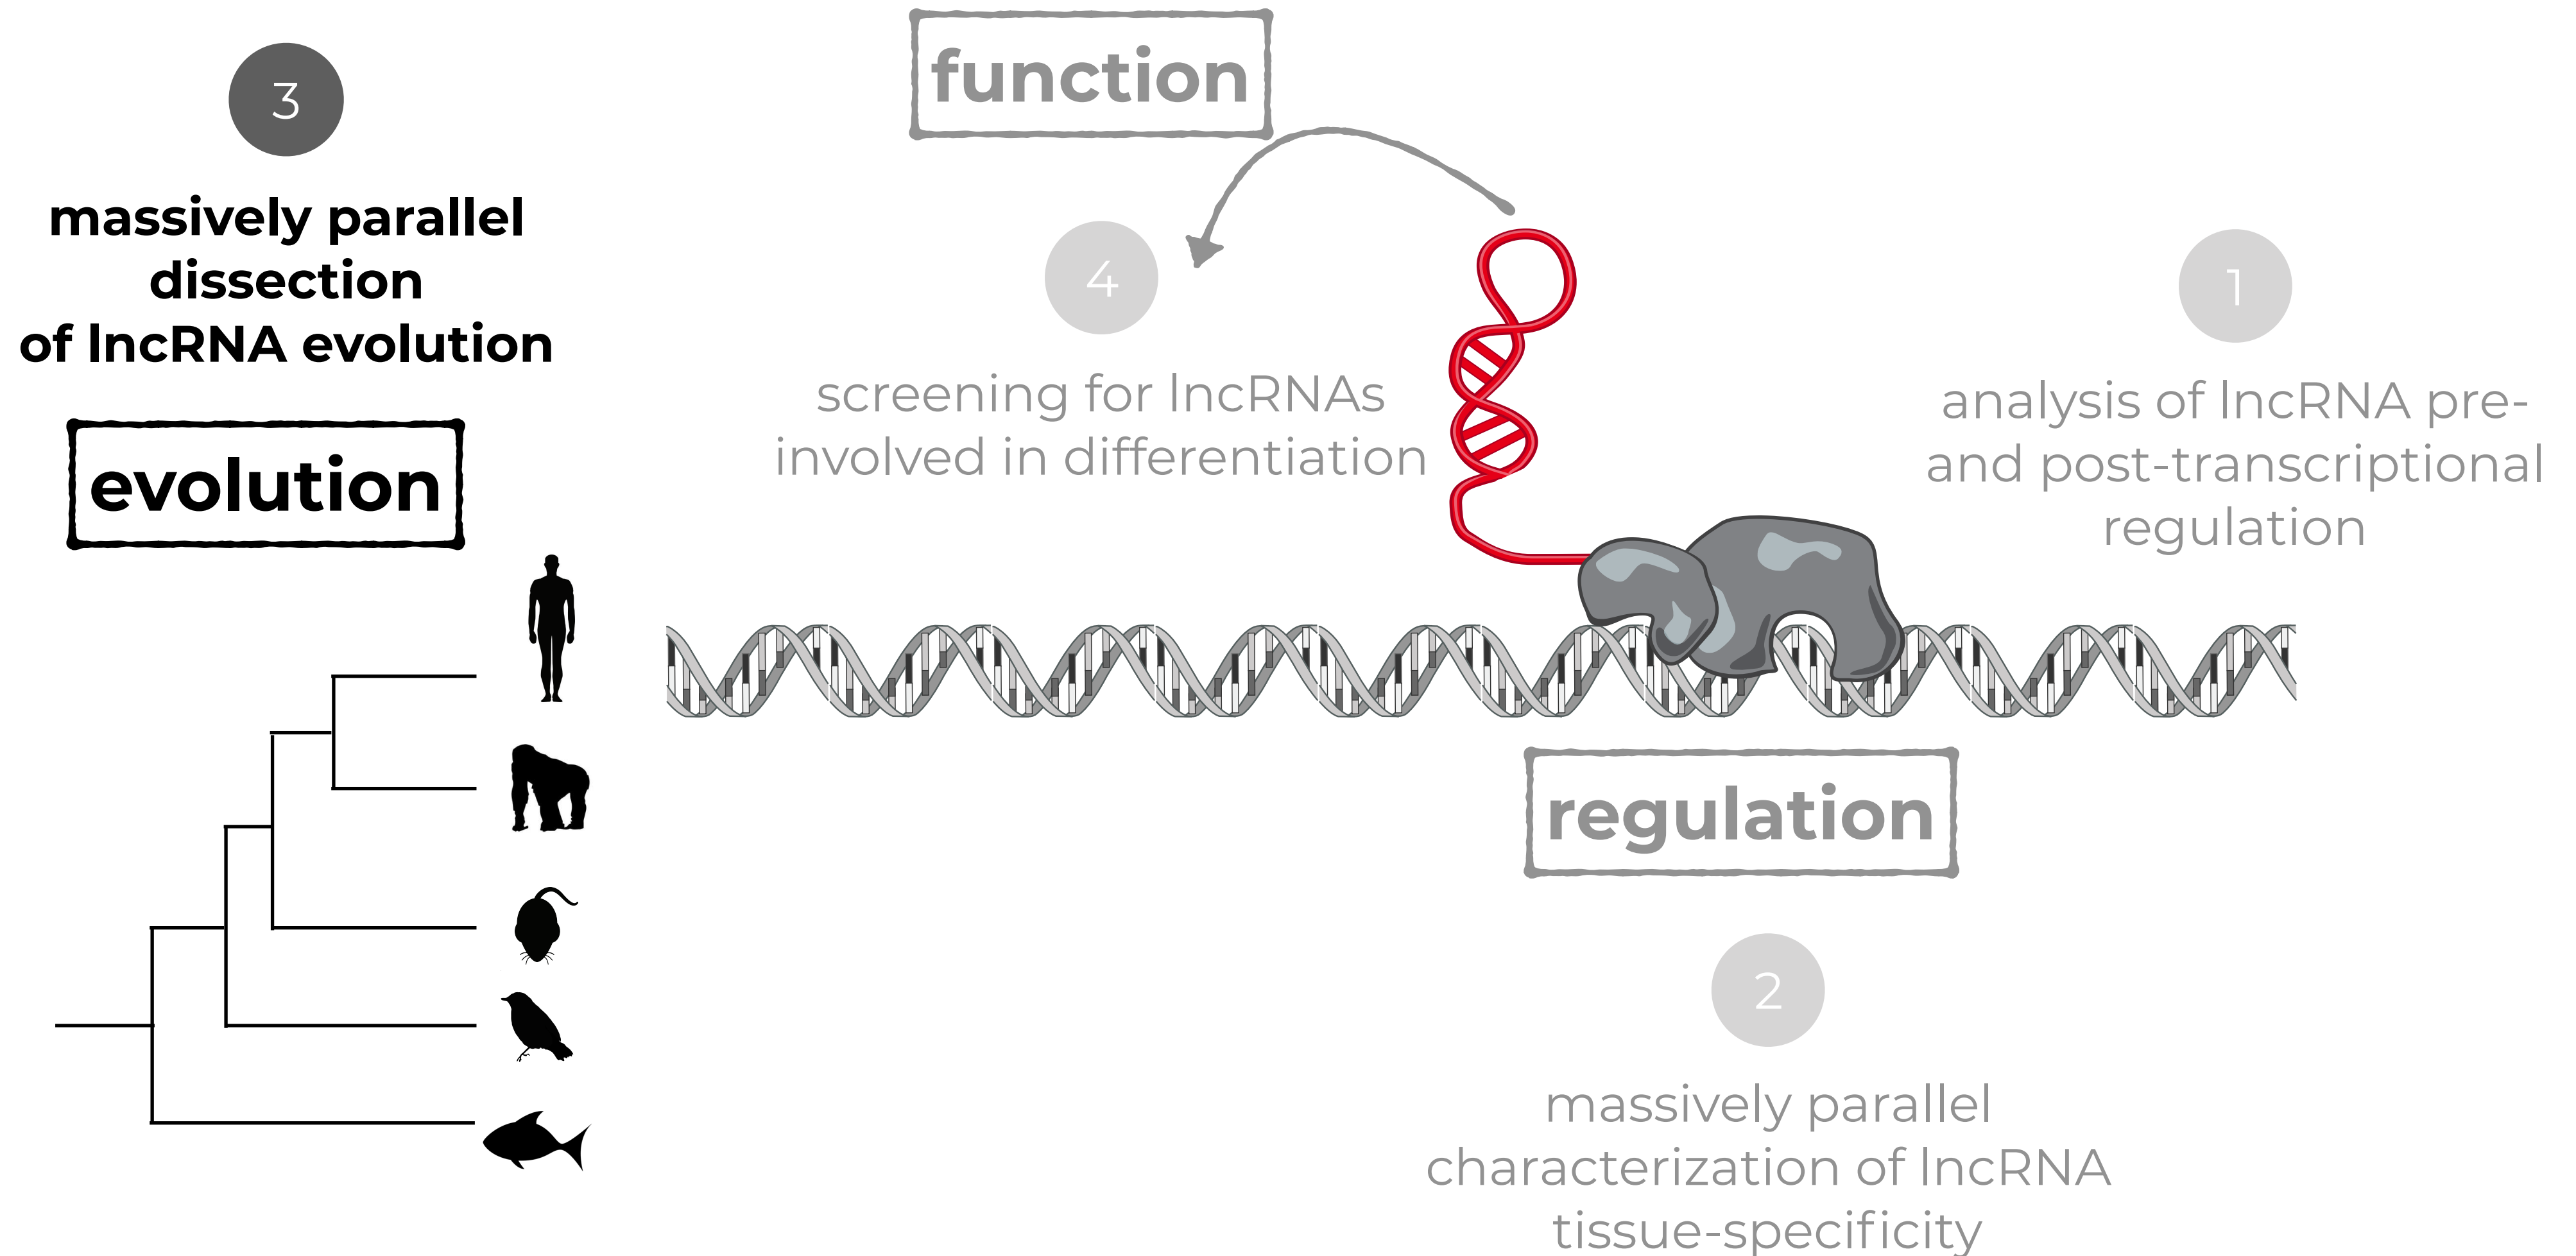 3
massively parallel
dissection
of lncRNA evolution
evolution
function
4
screening for lncRNAs
involved in differentiation
1
analysis of lncRNA pre-
and post-transcriptional
regulation
regulation
2
massively parallel
characterization of lncRNA
tissue-specificity